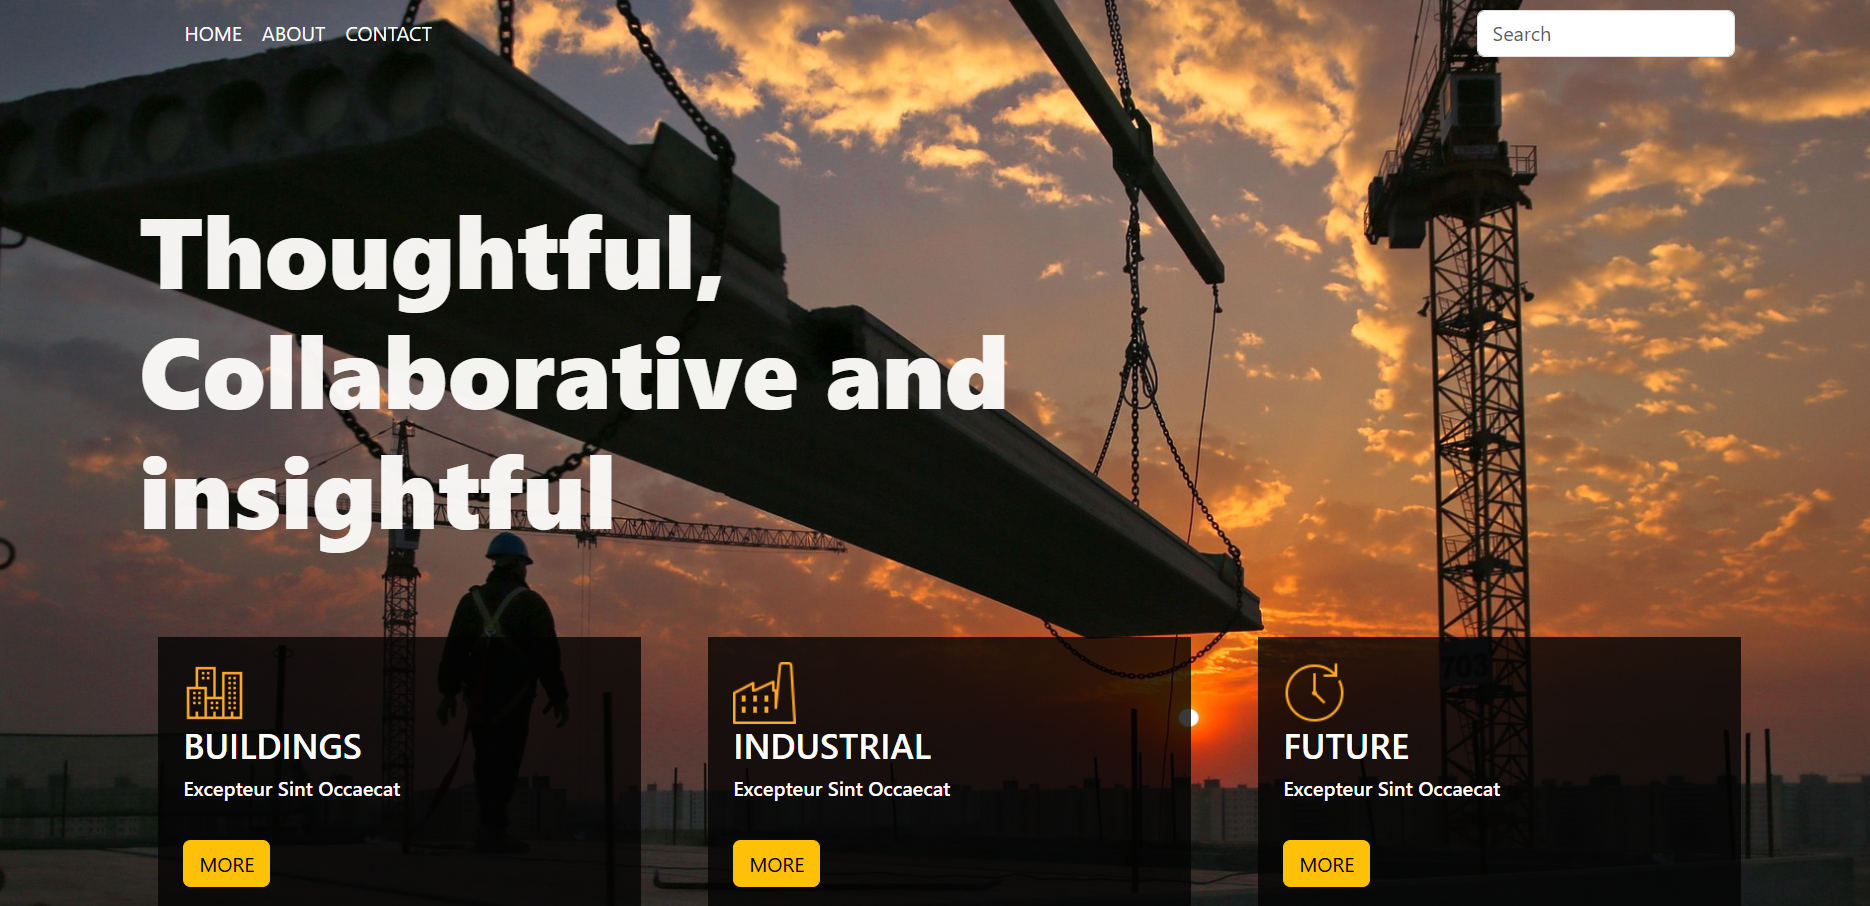 HOME ABOUT CONTACT
Search
Thoughtful,
Collaborative and
insightful
703
BUILDINGS
Excepteur Sint Occaecat
MORE
INDUSTRIAL
Excepteur Sint Occaecat
MORE
FUTURE
Excepteur Sint Occaecat
MORE